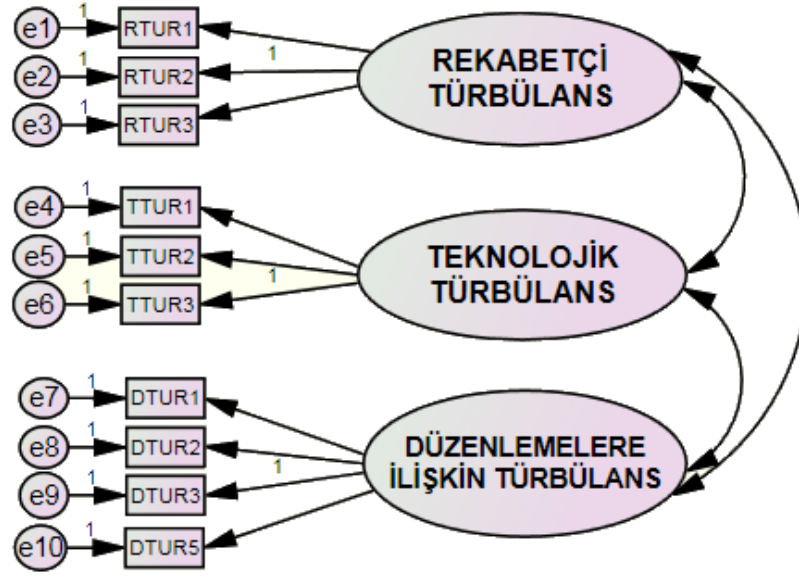 e1 1 RTUR1
e2 1 RTUR2 1
e3 1 RTUR3
REKABETÇİ
TÜRBÜLANS
e4 1 TTUR1
e5 1 TTUR2
e6 1 TTUR3 1
TEKNOLOJİK
TÜRBÜLANS
e7 1 DTUR1
e8 1 DTUR2
e9 1 DTUR3 1
e10 1 DTUR5
DÜZENLEMELERE
İLİŞKİN TÜRBÜLANS